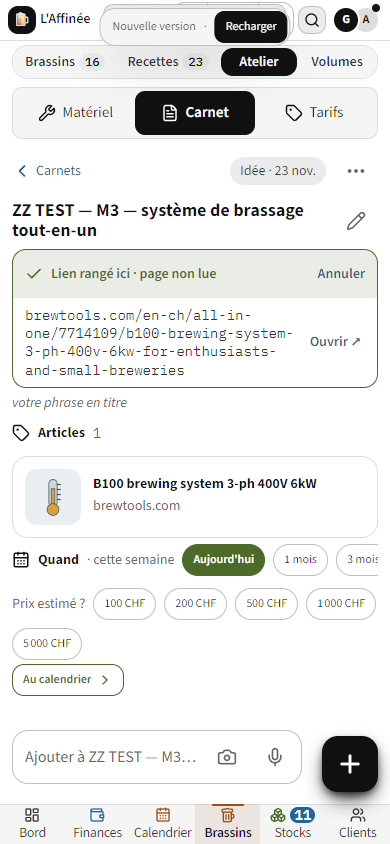 L'Affinée
Nouvelle version ·
Recharger
G
A
Brassins 16
Recettes 23
Atelier
Volumes
Matériel
Carnet
Tarifs
Carnets
Idée · 23 nov.
ZZ TEST — M3 — système de brassage
tout-en-un
Lien rangé ici · page non lue
Annuler
brewtools.com/en-ch/all-in-
one/7714109/b100-brewing-system-
3-ph-400v-6kw-for-enthusiasts-
and-small-breweries
Ouvrir ↗
votre phrase en titre
Articles 1
B100 brewing system 3-ph 400V 6kW
brewtools.com
Quand · cette semaine
Aujourd'hui
1 mois
3 mois
Prix estimé ?
100 CHF
200 CHF
500 CHF
1 000 CHF
5 000 CHF
Au calendrier
Ajouter à ZZ TEST — M3…
Bord
Finances
Calendrier
Brassins
Stocks 11
Clients